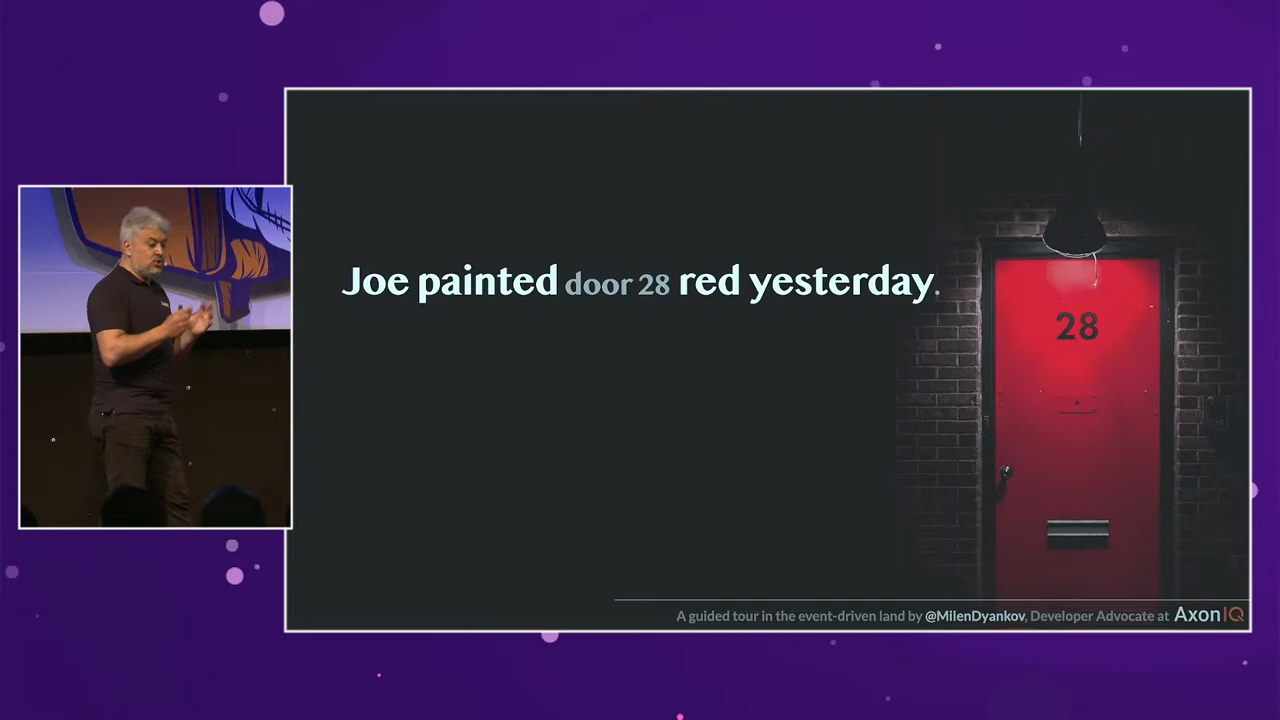 Joe painted door 28 red yesterday.
28
A guided tour in the event-driven land by @MilenDyankov, Developer Advocate at AxonIQ